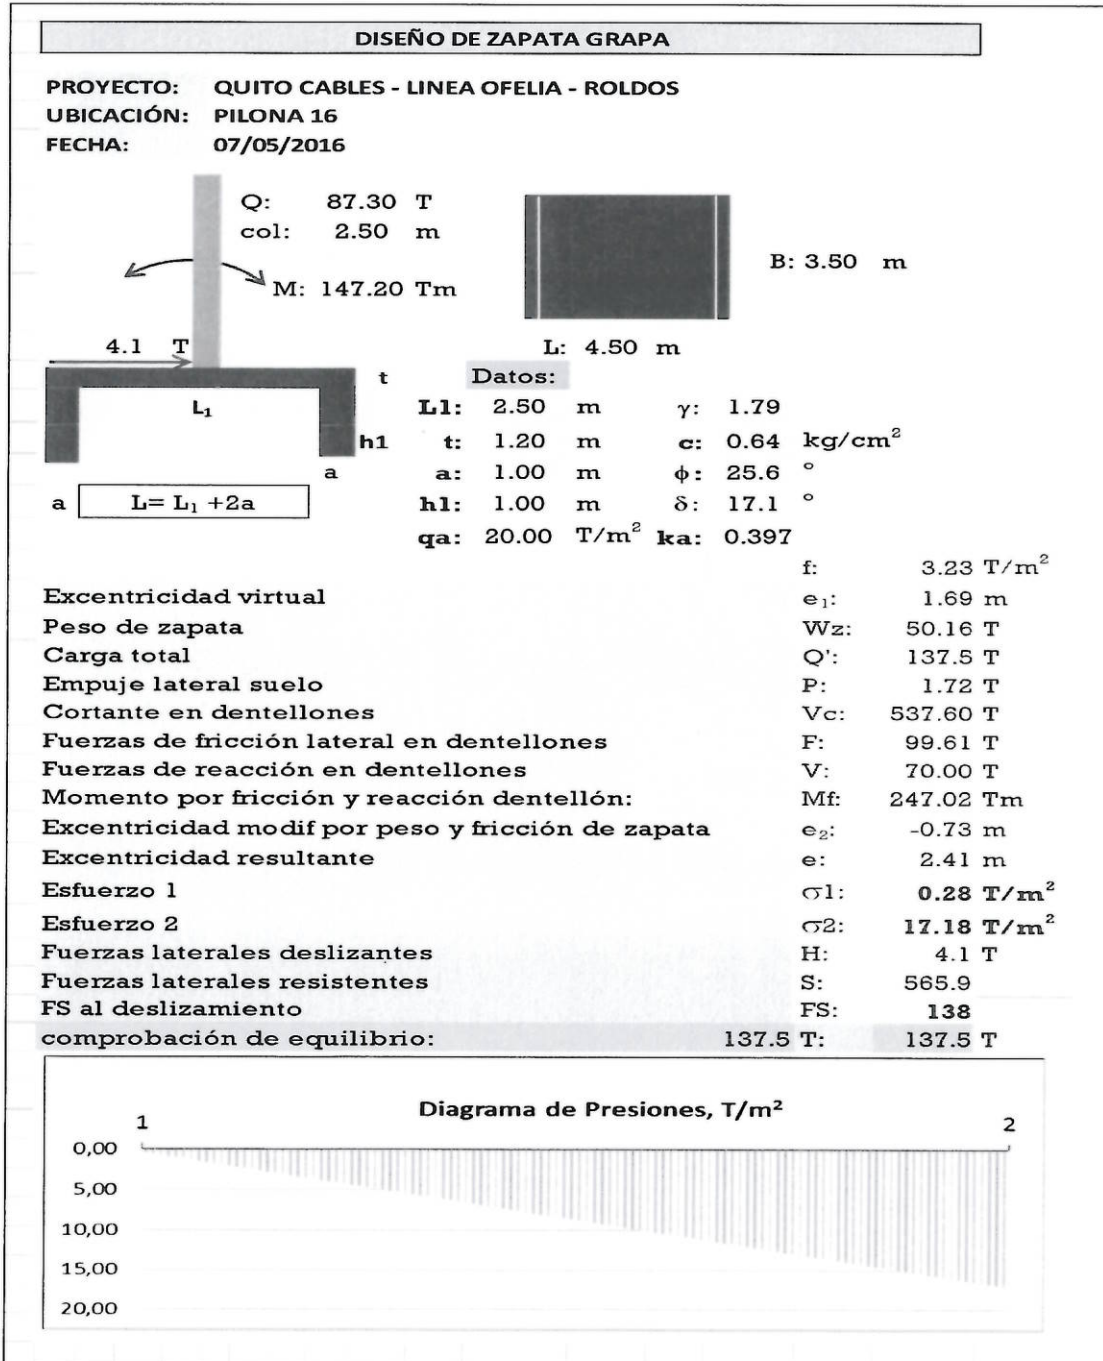 DISEÑO DE ZAPATA GRAPA
PROYECTO: QUITO CABLES - LINEA OFELIA - ROLDOS
UBICACIÓN: PILONA 16
FECHA: 07/05/2016
Q: 87.30 T
col: 2.50 m
M: 147.20 Tm
B: 3.50 m
L: 4.50 m
4.1 T
t
L₁
h1
a
a
L= L₁ +2a
Datos:
L1: 2.50 m γ: 1.79
t: 1.20 m c: 0.64 kg/cm²
a: 1.00 m ϕ: 25.6 °
h1: 1.00 m δ: 17.1 °
qa: 20.00 T/m² ka: 0.397
f: 3.23 T/m²
Excentricidad virtual e₁: 1.69 m
Peso de zapata Wz: 50.16 T
Carga total Q': 137.5 T
Empuje lateral suelo P: 1.72 T
Cortante en dentellones Vc: 537.60 T
Fuerzas de fricción lateral en dentellones F: 99.61 T
Fuerzas de reacción en dentellones V: 70.00 T
Momento por fricción y reacción dentellón: Mf: 247.02 Tm
Excentricidad modif por peso y fricción de zapata e₂: -0.73 m
Excentricidad resultante e: 2.41 m
Esfuerzo 1 σ1: 0.28 T/m²
Esfuerzo 2 σ2: 17.18 T/m²
Fuerzas laterales deslizantes H: 4.1 T
Fuerzas laterales resistentes S: 565.9
FS al deslizamiento FS: 138
comprobación de equilibrio: 137.5 T: 137.5 T
Diagrama de Presiones, T/m²
1 2
0,00
5,00
10,00
15,00
20,00